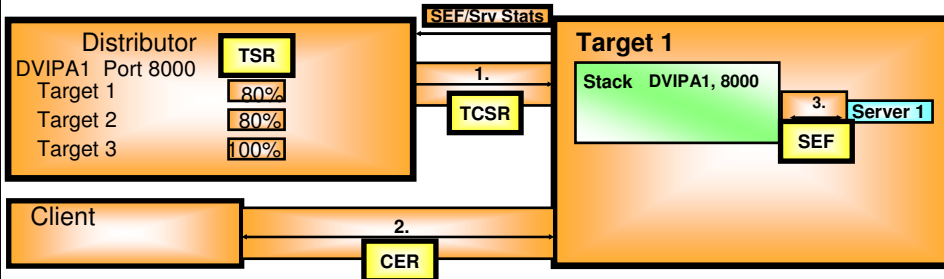 SEF/Srv Stats
Distributor
TSR
DVIPA1 Port 8000
Target 1 80%
Target 2 80%
Target 3 100%
1.
TCSR
Target 1
Stack DVIPA1, 8000
3.
Server 1
SEF
Client
2.
CER